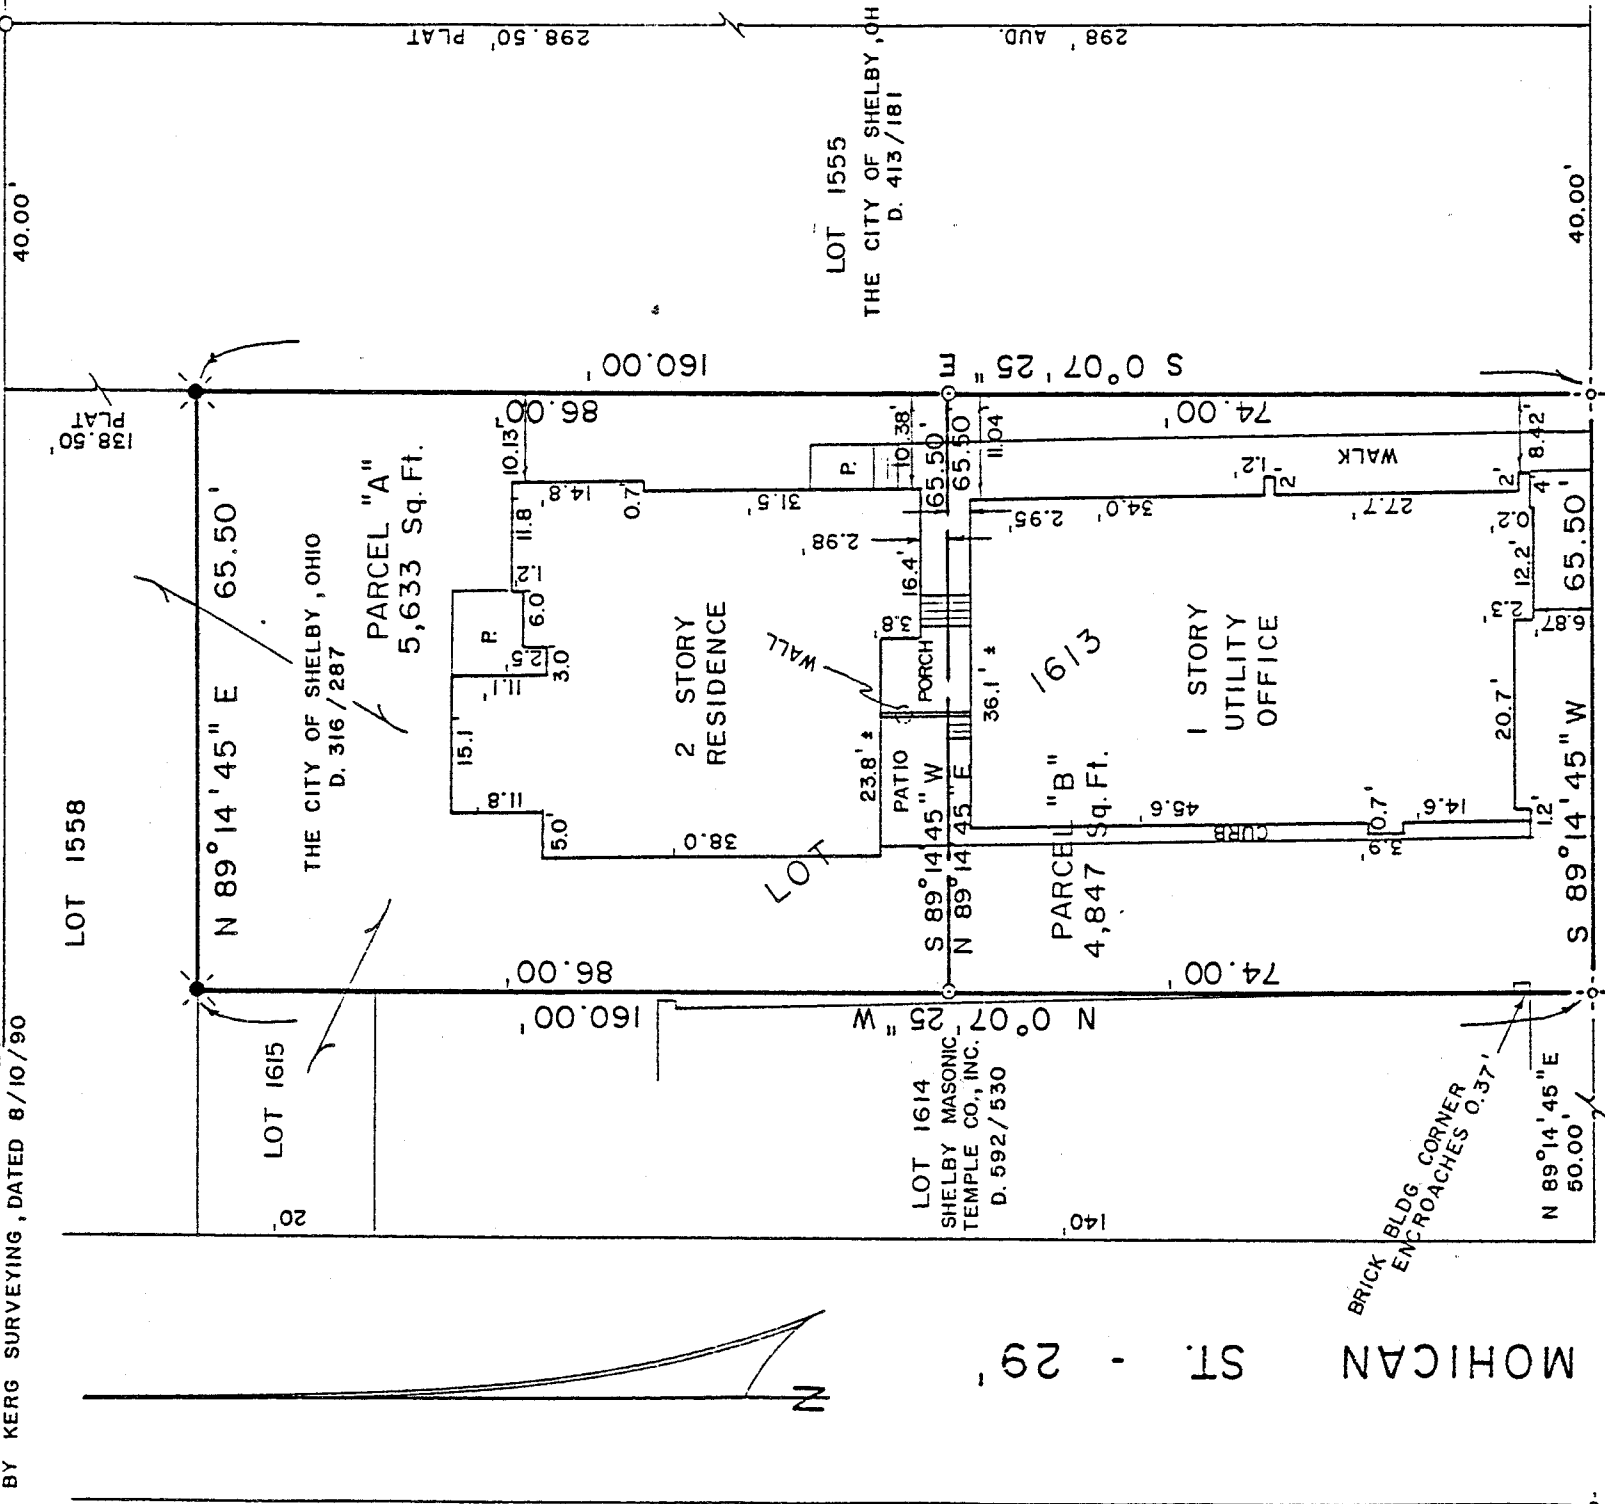 BY KERG SURVEYING, DATED 8/10/90
40.00'
298.50' PLAT
298' AUD.
LOT 1555
THE CITY OF SHELBY, OH
D. 413/181
40.00'
138.50'
PLAT
LOT 1558
N 89°14'45" E 65.50'
160.00'
S 0°07'25" E
86.00'
74.00'
THE CITY OF SHELBY, OHIO
D. 316/287
PARCEL "A"
5,633 Sq. Ft.
10.13'
14.8'
0.7'
31.5'
11.8
1.2'
6.0'
2.5'
3.0
P.
11.1'
15.1
11.8'
5.0'
38.0'
2 STORY
RESIDENCE
P.
10.38'
2.98'
16.4'
3.8'
WALL
PORCH
PATIO
23.8' ±
65.50'
65.50'
11.04'
2.95'
S 89°14'45" W
N 89°14'45" E
LOT
1613
36.1' ±
34.0'
1.2'
2'
27.7'
WALK
2'
8.42'
4'
0.2'
12.2'
2.3'
6.87'
20.7'
1 STORY
UTILITY
OFFICE
PARCEL "B"
4,847 Sq. Ft.
45.6'
CURB
0.7'
3.9'
14.6'
1.2'
S 89°14'45" W 65.50'
86.00'
74.00'
160.00'
N 0°07'25" W
LOT 1615
20'
LOT 1614
SHELBY MASONIC
TEMPLE CO., INC.
D. 592/530
140'
BRICK BLDG. CORNER
ENCROACHES 0.37'
N 89°14'45" E
50.00'
N
MOHICAN ST. - 29'